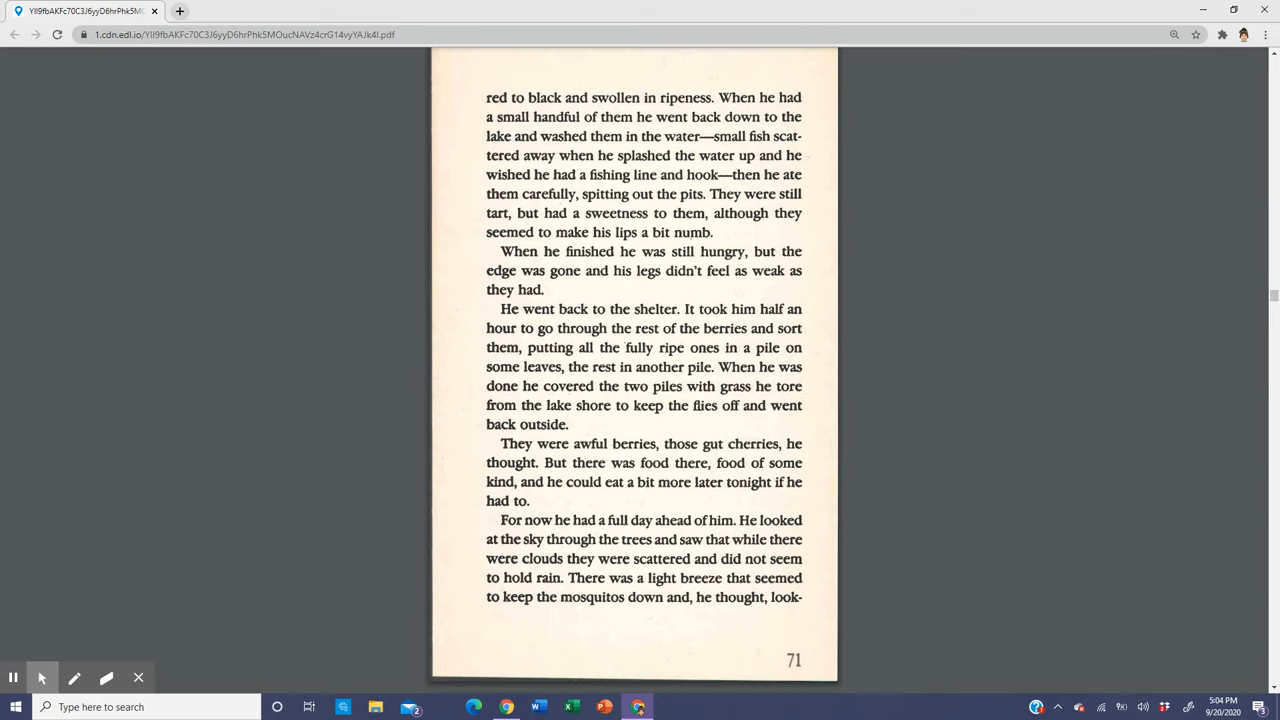 1.cdn.edl.io/YIl9fbAKFc70C3J6yyD6hrPhk5MOucNAVz4crG14vyYAJk4l.pdf
red to black and swollen in ripeness. When he had
a small handful of them he went back down to the
lake and washed them in the water—small fish scat-
tered away when he splashed the water up and he
wished he had a fishing line and hook—then he ate
them carefully, spitting out the pits. They were still
tart, but had a sweetness to them, although they
seemed to make his lips a bit numb.
When he finished he was still hungry, but the
edge was gone and his legs didn't feel as weak as
they had.
He went back to the shelter. It took him half an
hour to go through the rest of the berries and sort
them, putting all the fully ripe ones in a pile on
some leaves, the rest in another pile. When he was
done he covered the two piles with grass he tore
from the lake shore to keep the flies off and went
back outside.
They were awful berries, those gut cherries, he
thought. But there was food there, food of some
kind, and he could eat a bit more later tonight if he
had to.
For now he had a full day ahead of him. He looked
at the sky through the trees and saw that while there
were clouds they were scattered and did not seem
to hold rain. There was a light breeze that seemed
to keep the mosquitos down and, he thought, look-
71
Type here to search
5:04 PM
9/20/2020